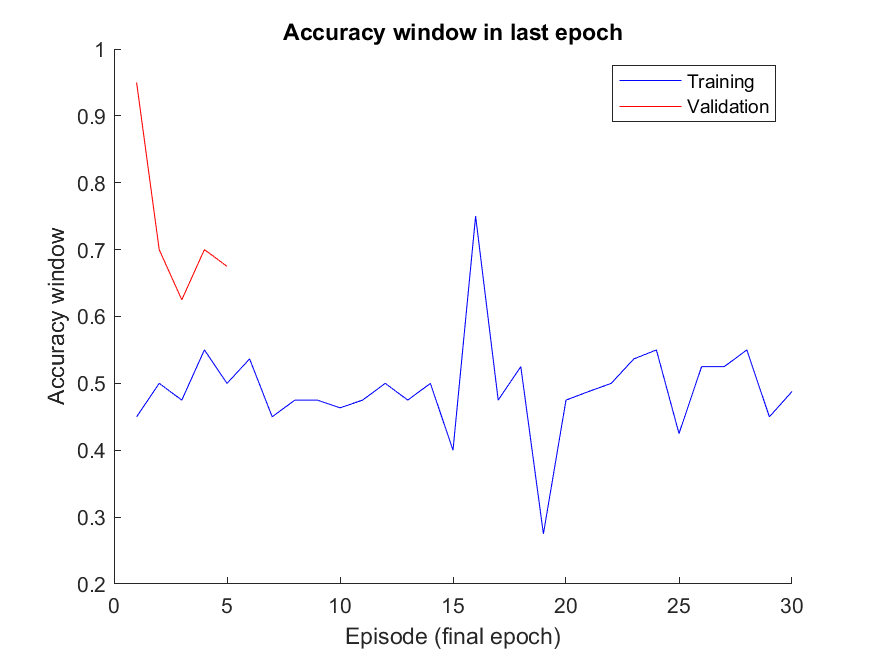 Accuracy window in last epoch
Training
Validation
1
0.9
0.8
0.7
0.6
0.5
0.4
0.3
0.2
Accuracy window
0 5 10 15 20 25 30
Episode (final epoch)